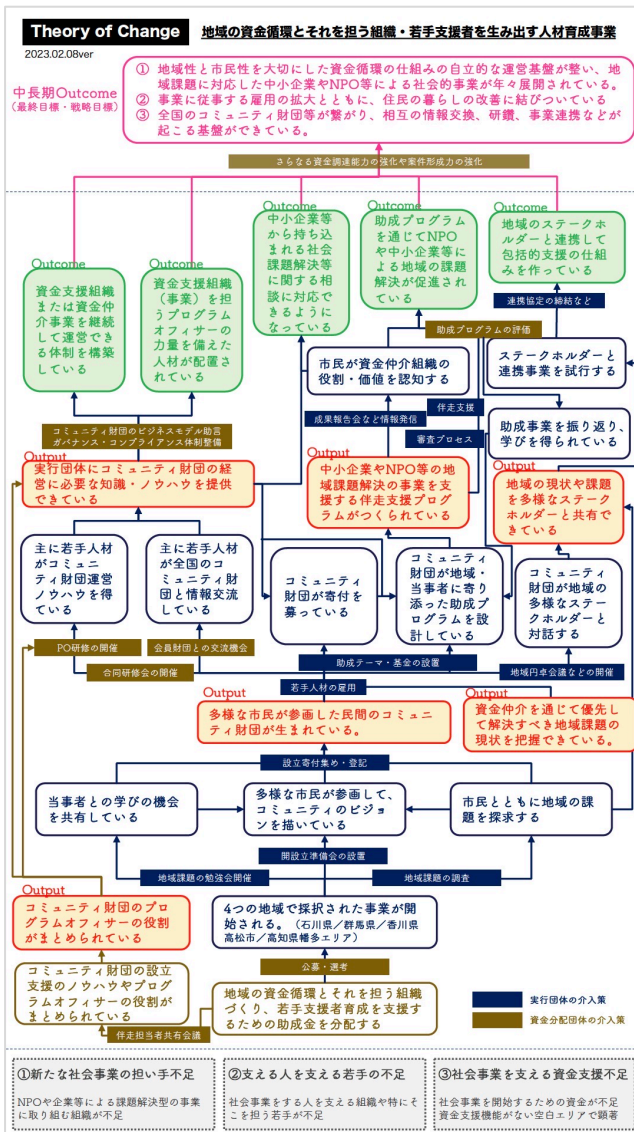 Theory of Change
地域の資金循環とそれを担う組織・若手支援者を生み出す人材育成事業
2023.02.08ver
中長期Outcome
（最終目標・戦略目標）
① 地域性と市民性を大切にした資金循環の仕組みの自立的な運営基盤が整い、地
域課題に対応した中小企業やNPO等による社会的事業が年々展開されている。
② 事業に従事する雇用の拡大とともに、住民の暮らしの改善に結びついている
③ 全国のコミュニティ財団等が繋がり、相互の情報交換、研鑽、事業連携などが
起こる基盤ができている。
さらなる資金調達能力の強化や案件形成力の強化
Outcome
資金支援組織
または資金仲
介事業を継続
して運営でき
る体制を構築
している
Outcome
資金支援組織
（事業）を担
うプログラム
オフィサーの
力量を備えた
人材が配置さ
れている
Outcome
中小企業等
から持ち込
まれる社会
課題解決等
に関する相
談に対応で
きるように
なっている
Outcome
助成プログラム
を通じてNPO
や中小企業等に
よる地域の課題
解決が促進され
ている
Outcome
地域のステークホ
ルダーと連携して
包括的支援の仕
組みを作っている
連携協定の締結など
助成プログラムの評価
市民が資金仲介組織の
役割・価値を認知する
ステークホルダーと
連携事業を試行する
成果報告会など情報発信
伴走支援
審査プロセス
助成事業を振り返り、
学びを得られている
コミュニティ財団のビジネスモデル助言
ガバナンス・コンプライアンス体制整備
Output
実行団体にコミュニティ財団の経
営に必要な知識・ノウハウを提供
できている
Output
中小企業やNPO等の地
域課題解決の事業を支
援する伴走支援プログ
ラムがつくられている
Output
地域の現状や課題
を多様なステーク
ホルダーと共有で
きている
主に若手人材
がコミュニ
ティ財団運営
ノウハウを得
ている
主に若手人材
が全国のコ
ミュニティ財
団と情報交流
している
コミュニティ
財団が寄付を
募っている
コミュニティ
財団が地域・
当事者に寄り
添った助成プ
ログラムを設
計している
コミュニティ
財団が地域の
多様なステー
クホルダーと
対話する
PO研修の開催
会員財団との交流機会
合同研修会の開催
助成テーマ・基金の設置
地域円卓会議などの開催
若手人材の雇用
Output
多様な市民が参画した民間のコミュニ
ティ財団が生まれている。
Output
資金仲介を通じて優先
して解決すべき地域課題の
現状を把握できている。
設立寄付集め・登記
当事者との学びの機会
を共有している
多様な市民が参画して、
コミュニティのビジョ
ンを描いている
市民とともに地域の課
題を探求する
開設立準備会の設置
地域課題の勉強会開催
地域課題の調査
Output
コミュニティ財団のプロ
グラムオフィサーの役割
がまとめられている
4つの地域で採択された事業が開
始される。（石川県／群馬県／香川県
高松市／高知県幡多エリア）
公募・選考
コミュニティ財団の設立
支援のノウハウやプログ
ラムオフィサーの役割が
まとめられている
地域の資金循環とそれを担う組織
づくり、若手支援者育成を支援す
るための助成金を分配する
伴走担当者共有会議
実行団体の介入策
資金分配団体の介入策
①新たな社会事業の担い手不足
NPOや企業等による課題解決型の事業
に取り組む組織が不足
②支える人を支える若手の不足
社会事業をする人を支える組織や特にそ
こを担う若手が不足
③社会事業を支える資金支援不足
社会事業を開始するための資金が不足
資金支援機能がない空白エリアで顕著